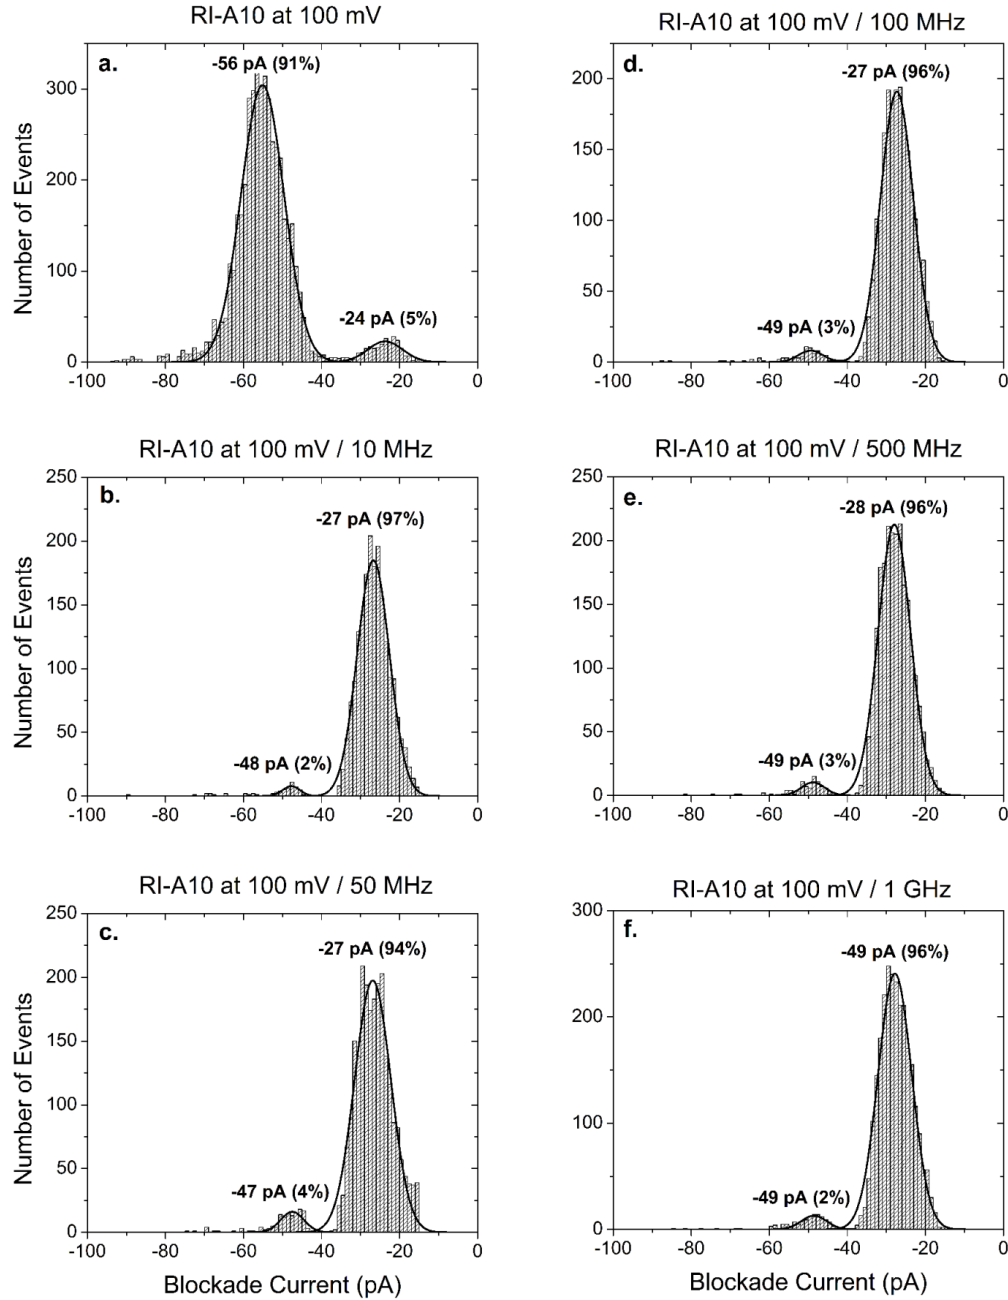 RI-A10 at 100 mV
a.
-56 pA (91%)
-24 pA (5%)
Number of Events
300
200
100
0
-100 -80 -60 -40 -20 0
RI-A10 at 100 mV / 10 MHz
b.
-27 pA (97%)
-48 pA (2%)
Number of Events
250
200
150
100
50
0
-100 -80 -60 -40 -20 0
RI-A10 at 100 mV / 50 MHz
c.
-27 pA (94%)
-47 pA (4%)
Number of Events
250
200
150
100
50
0
-100 -80 -60 -40 -20 0
Blockade Current (pA)
RI-A10 at 100 mV / 100 MHz
d.
-27 pA (96%)
-49 pA (3%)
200
150
100
50
0
-100 -80 -60 -40 -20 0
RI-A10 at 100 mV / 500 MHz
e.
-28 pA (96%)
-49 pA (3%)
250
200
150
100
50
0
-100 -80 -60 -40 -20 0
RI-A10 at 100 mV / 1 GHz
f.
-49 pA (96%)
-49 pA (2%)
300
200
100
0
-100 -80 -60 -40 -20 0
Blockade Current (pA)